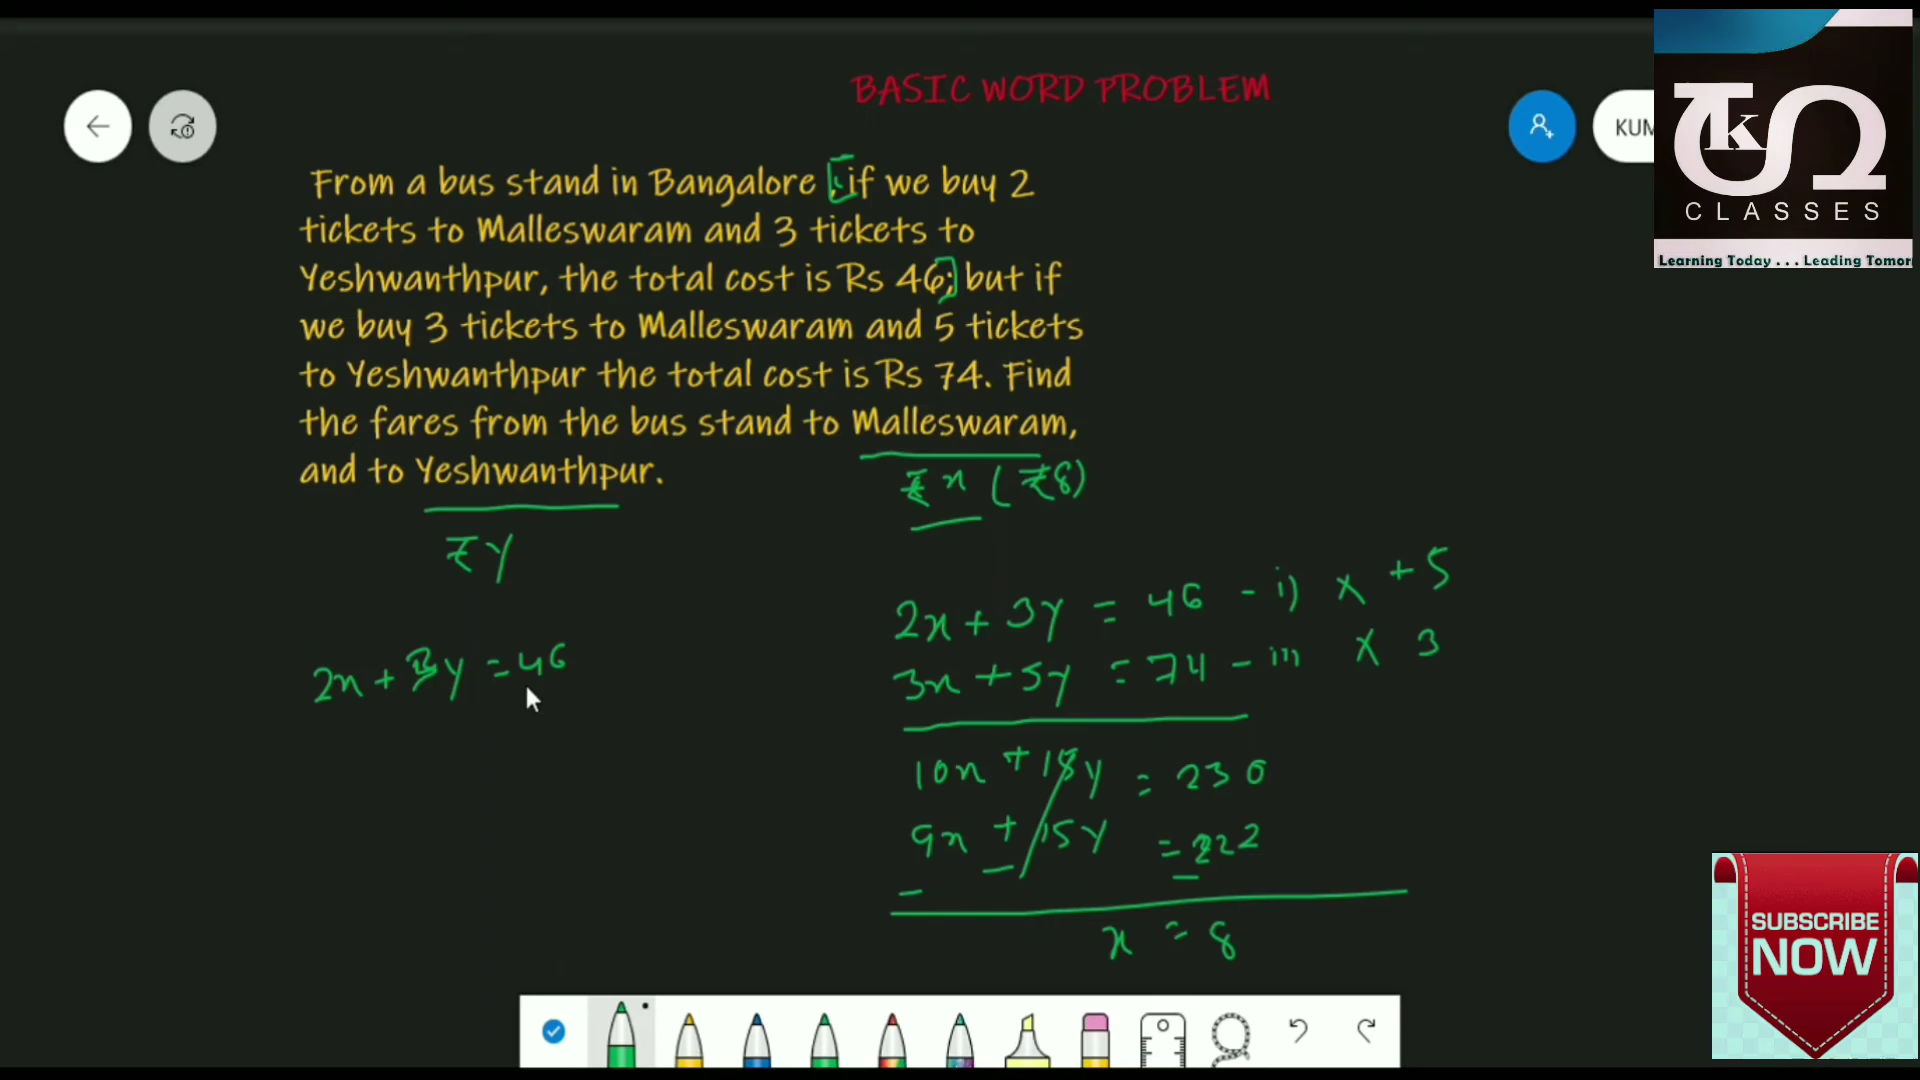 BASIC WORD PROBLEM
KUM
K
CLASSES
Learning Today . . . Leading Tomor
From a bus stand in Bangalore , if we buy 2
tickets to Malleswaram and 3 tickets to
Yeshwanthpur, the total cost is Rs 46; but if
we buy 3 tickets to Malleswaram and 5 tickets
to Yeshwanthpur the total cost is Rs 74. Find
the fares from the bus stand to Malleswaram,
and to Yeshwanthpur.
₹ x ( ₹8)
₹ y
2x + 3y = 46 - i) x + 5
3x + 5y = 74 - ii) x 3
2x + 3y = 46
10x + 15y = 230
9x + 15y = 222
x = 8
SUBSCRIBE
NOW